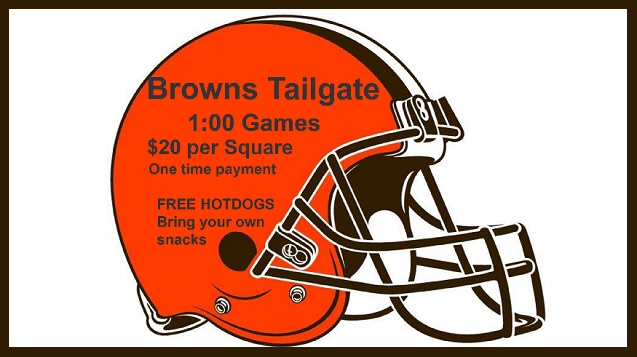 Browns Tailgate
1:00 Games
$20 per Square
One time payment
FREE HOTDOGS
Bring your own
snacks